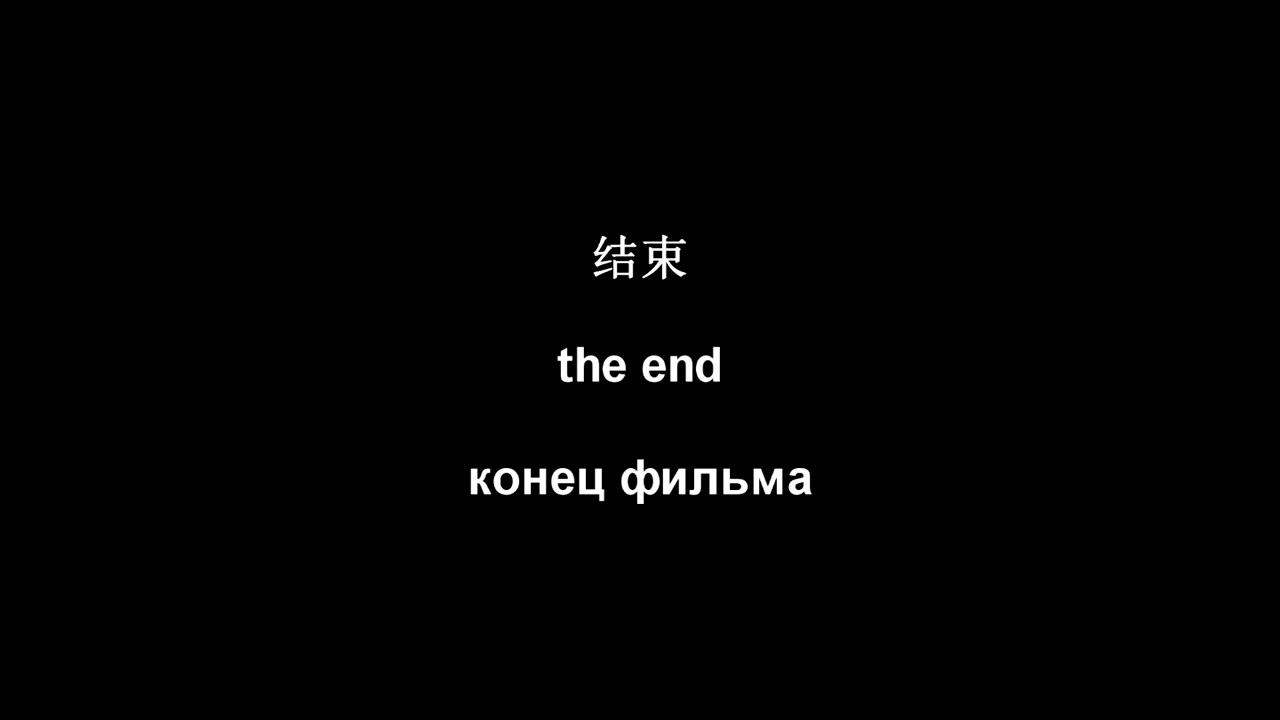 结束
the end
конец фильма